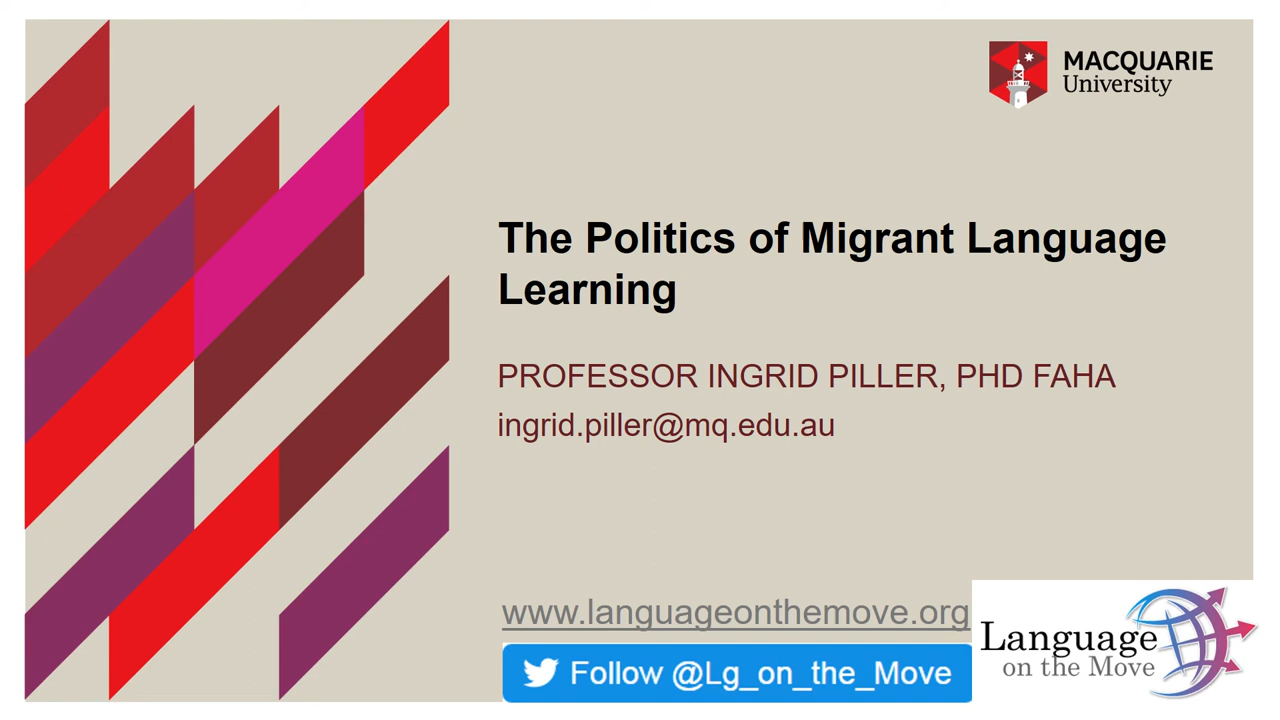 MACQUARIE
University
The Politics of Migrant Language
Learning
PROFESSOR INGRID PILLER, PHD FAHA
ingrid.piller@mq.edu.au
www.languageonthemove.org
Follow @Lg_on_the_Move
Language
on the Move